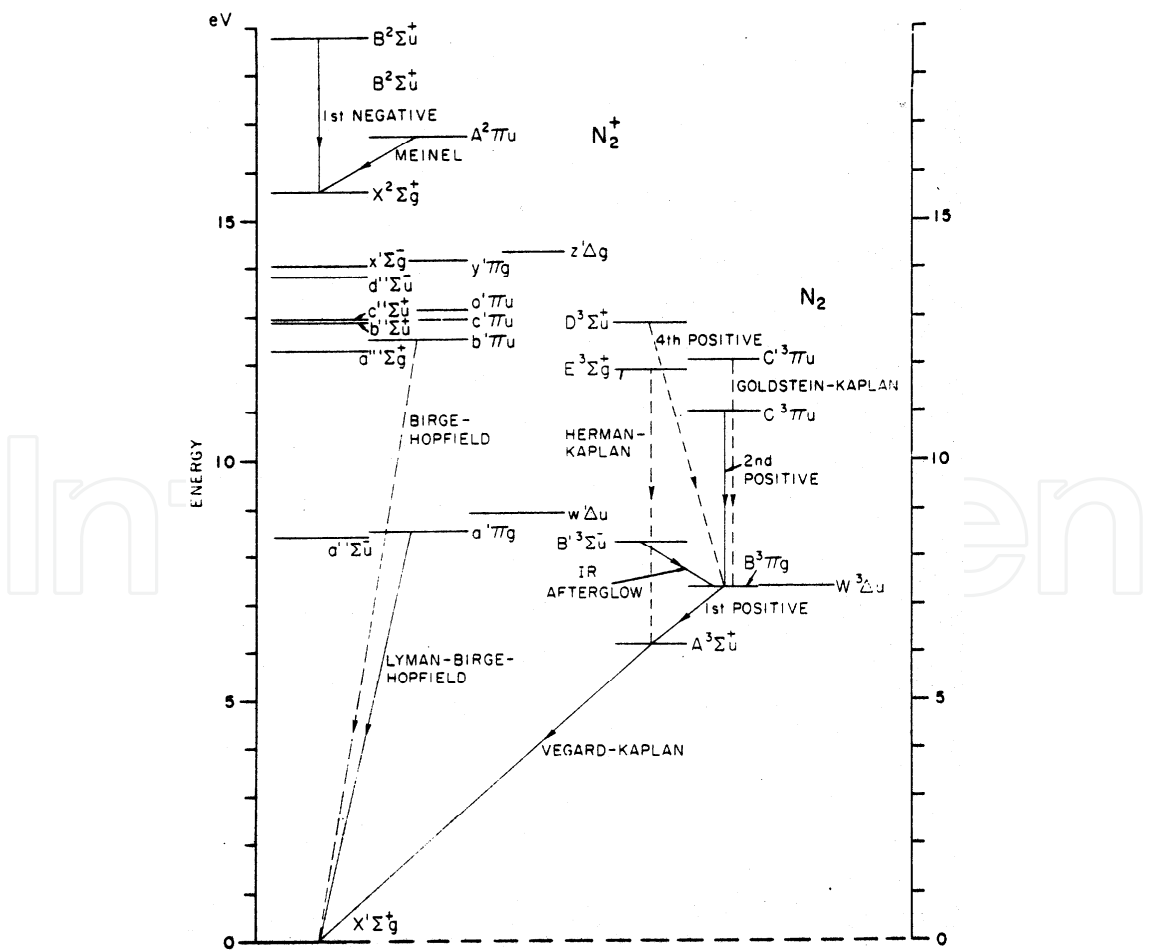 eV
B²Σu⁺
B²Σu⁺
1st NEGATIVE
A²πu
MEINEL
N₂⁺
X²Σg⁺
15
15
x'Σg⁻
y'πg
z'Δg
d''Σu⁻
N₂
c''Σu⁺
o'πu
b''Σu⁺
c'πu
b'πu
a'''Σg⁺
D³Σu⁺
4th POSITIVE
C'³πu
E³Σg⁺
GOLDSTEIN-KAPLAN
C³πu
BIRGE-
HOPFIELD
HERMAN-
KAPLAN
2nd
POSITIVE
10
10
ENERGY
w'Δu
a'πg
a''Σu⁻
B'³Σu⁻
IR
AFTERGLOW
B³πg
W³Δu
1st POSITIVE
A³Σu⁺
LYMAN-BIRGE-
HOPFIELD
5
5
VEGARD-KAPLAN
X'Σg⁺
0
0